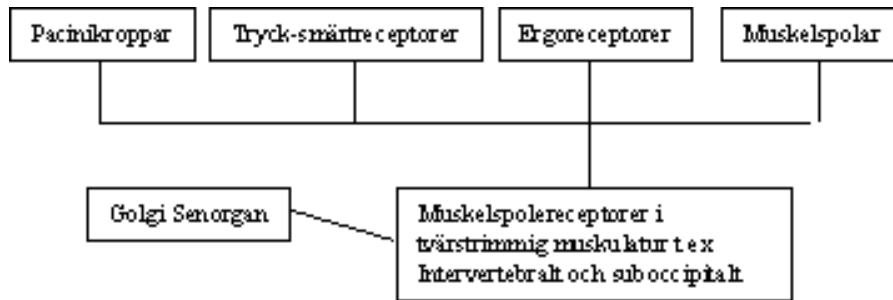 Pacinikroppar
Tryck-smärtreceptorer
Ergoreceptorer
Muskelspolar
Golgi Senorgan
Muskelspolereceptorer i
tvärstrimmig muskulatur t.ex
Intervertebralt och suboccipitalt